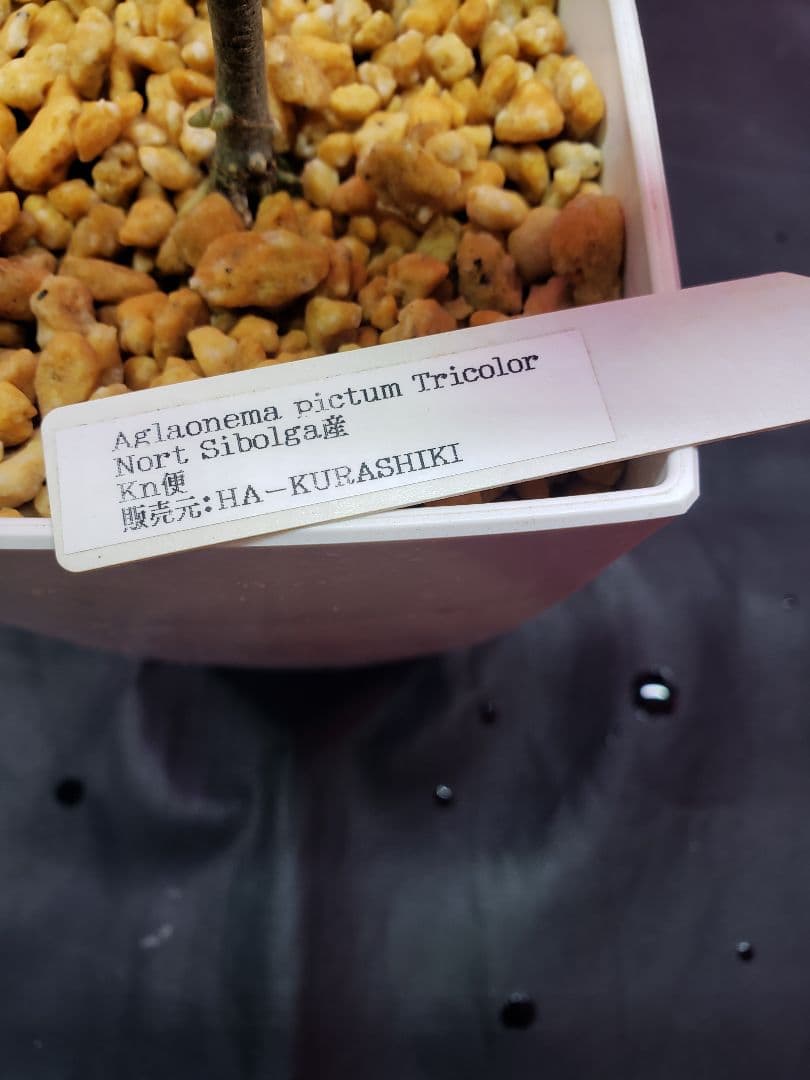 Aglaonema pictum Tricolor
Nort Sibolga産
Kn便
販売元:HA-KURASHIKI